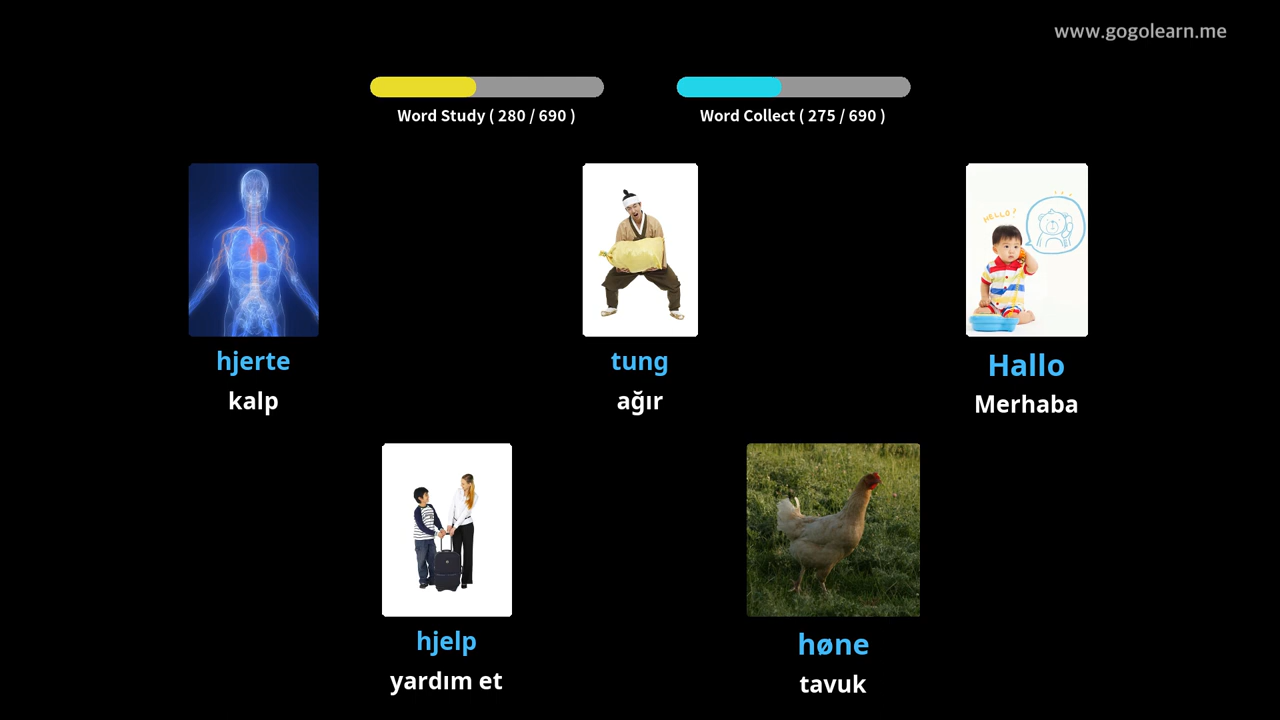 www.gogolearn.me
Word Study ( 280 / 690 )
Word Collect ( 275 / 690 )
HELLO?
hjerte
kalp
tung
ağır
Hallo
Merhaba
hjelp
yardım et
høne
tavuk